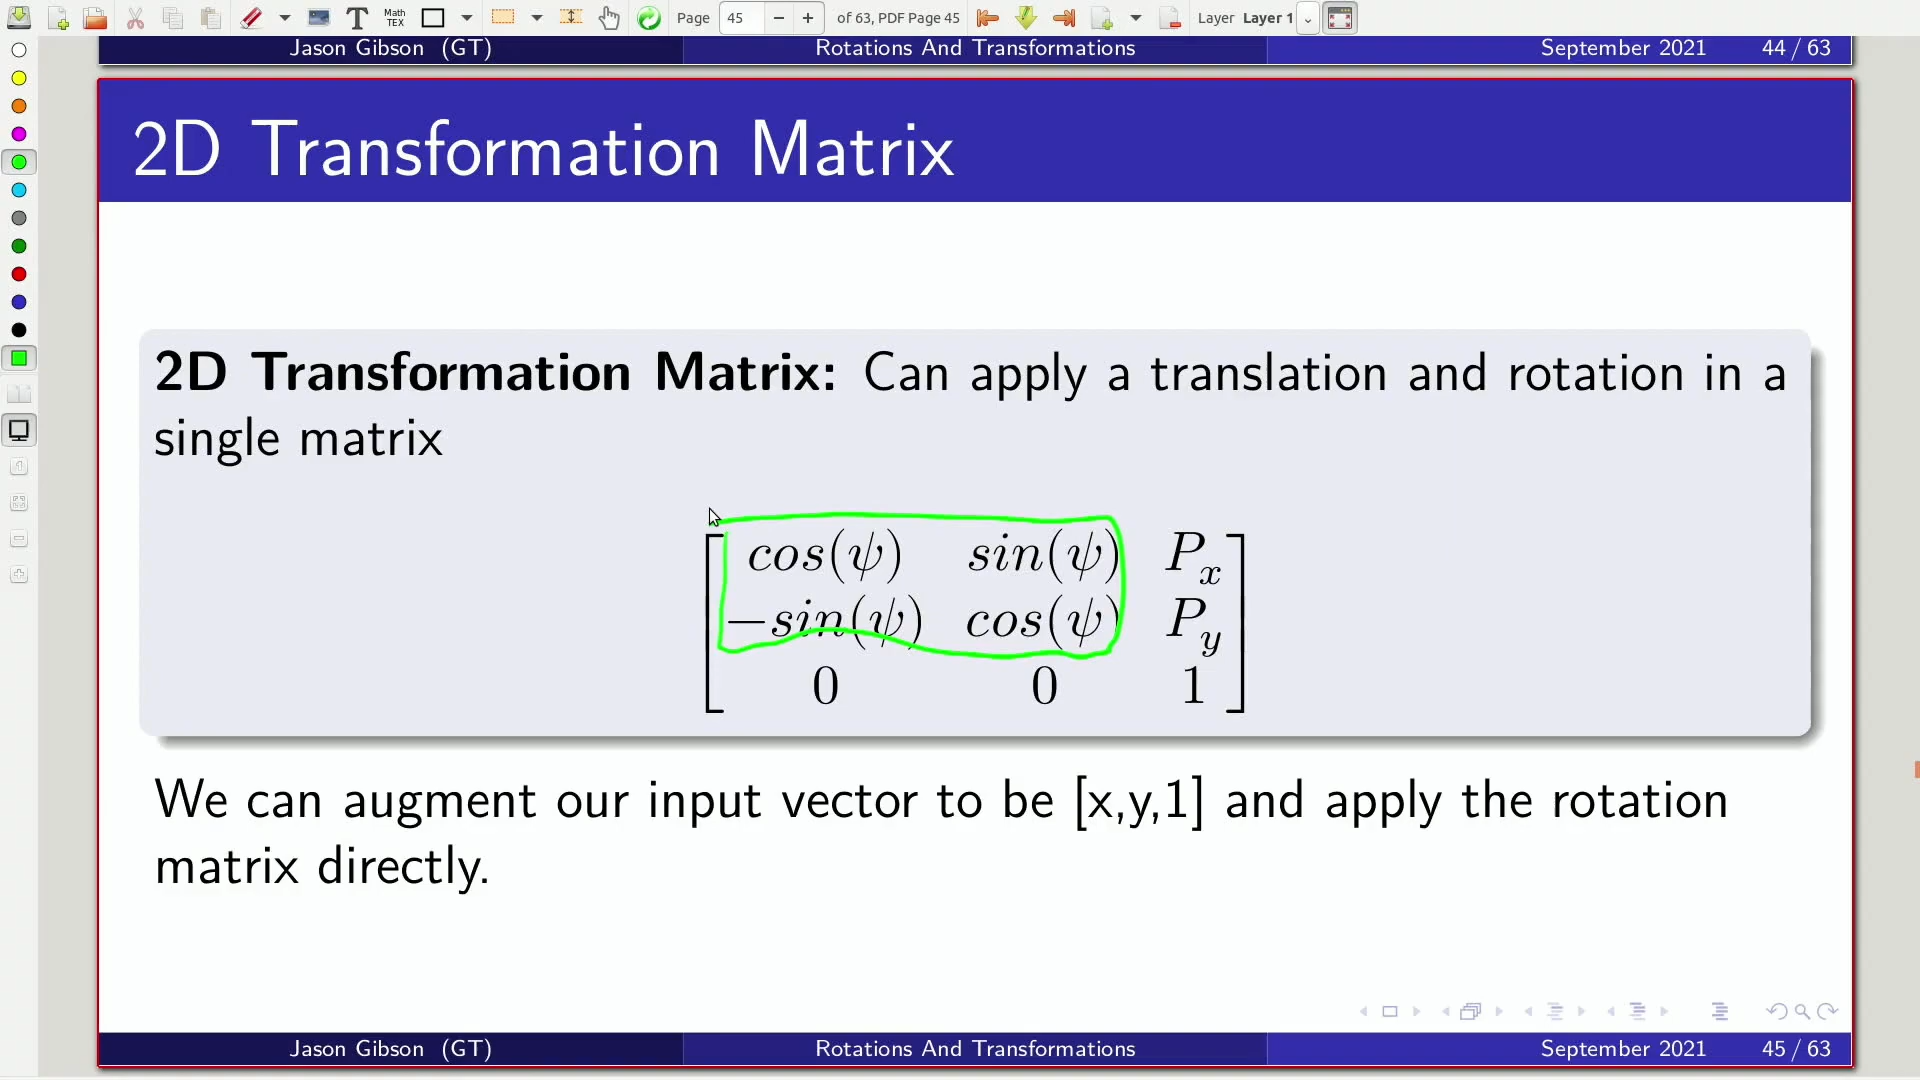 Math
TEX
Page 45 of 63, PDF Page 45 Layer Layer 1
Jason Gibson (GT) Rotations And Transformations September 2021 44 / 63
2D Transformation Matrix
2D Transformation Matrix: Can apply a translation and rotation in a
single matrix
cos(ψ) sin(ψ) P_x
−sin(ψ) cos(ψ) P_y
0 0 1
We can augment our input vector to be [x,y,1] and apply the rotation
matrix directly.
Jason Gibson (GT) Rotations And Transformations September 2021 45 / 63